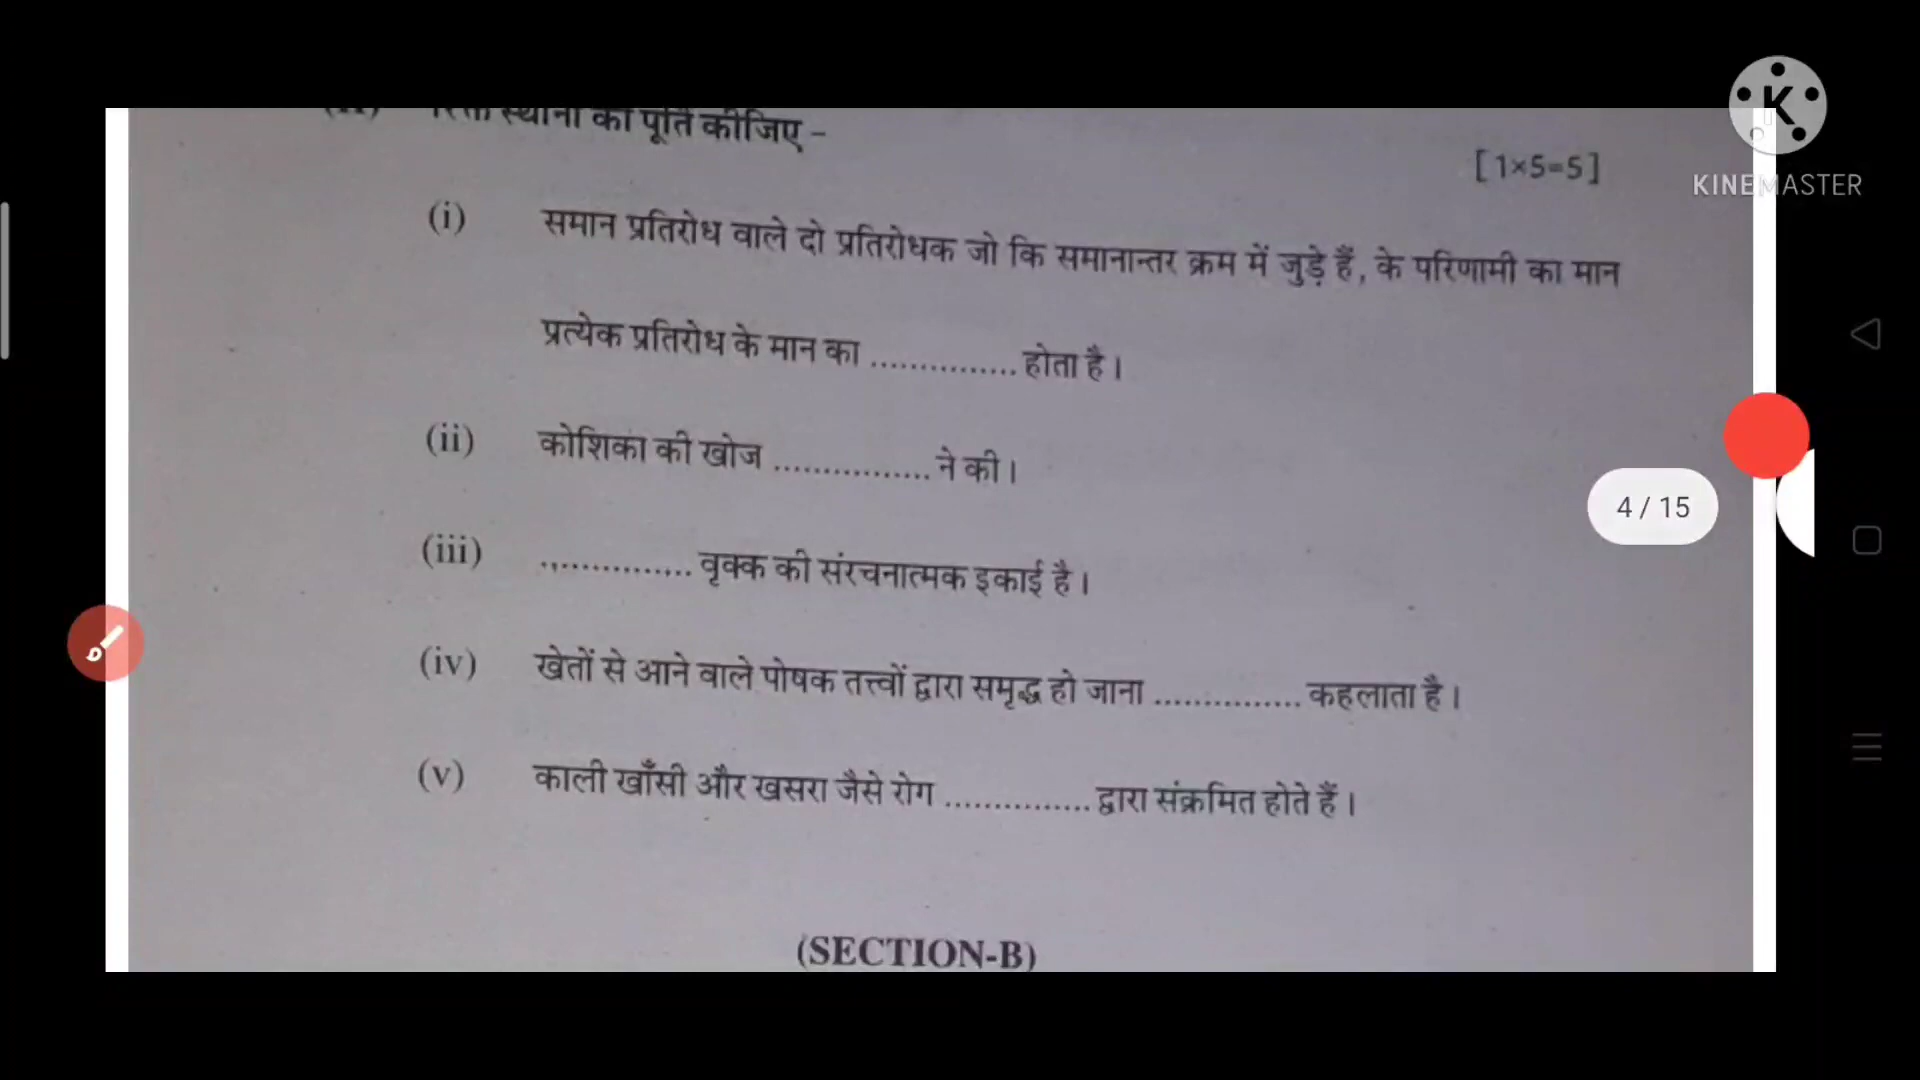 स्थानों की पूर्ति कीजिए –
[1×5=5]
KINEMASTER
(i) समान प्रतिरोध वाले दो प्रतिरोधक जो कि समानान्तर क्रम में जुड़े हैं, के परिणामी का मान
प्रत्येक प्रतिरोध के मान का ............... होता है।
(ii) कोशिका की खोज ................ ने की।
4 / 15
(iii) ................ वृक्क की संरचनात्मक इकाई है।
(iv) खेतों से आने वाले पोषक तत्त्वों द्वारा समृद्ध हो जाना ............... कहलाता है।
(v) काली खाँसी और खसरा जैसे रोग ............... द्वारा संक्रमित होते हैं।
(SECTION-B)